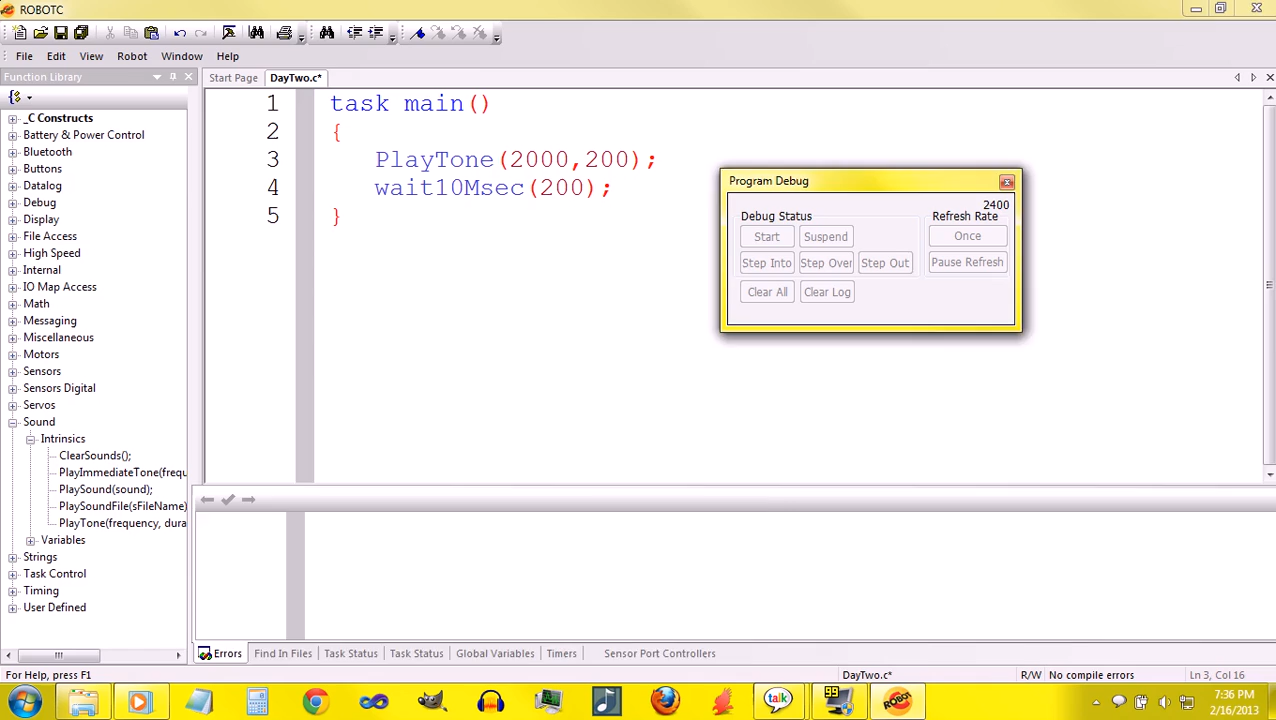 ROBOTC
File Edit View Robot Window Help
Function Library
_C Constructs
Battery & Power Control
Bluetooth
Buttons
Datalog
Debug
Display
File Access
High Speed
Internal
IO Map Access
Math
Messaging
Miscellaneous
Motors
Sensors
Sensors Digital
Servos
Sound
Intrinsics
ClearSounds();
PlayImmediateTone(frequ
PlaySound(sound);
PlaySoundFile(sFileName)
PlayTone(frequency, dura
Variables
Strings
Task Control
Timing
User Defined
Start Page DayTwo.c*
1 task main()
2 {
3 PlayTone(2000,200);
4 wait10Msec(200);
5 }
Program Debug
2400
Debug Status Refresh Rate
Start Suspend Once
Step Into Step Over Step Out Pause Refresh
Clear All Clear Log
Errors Find In Files Task Status Task Status Global Variables Timers Sensor Port Controllers
For Help, press F1 DayTwo.c* R/W No compile errors Ln 3, Col 16
talk 99 ROBOT 7:36 PM
2/16/2013